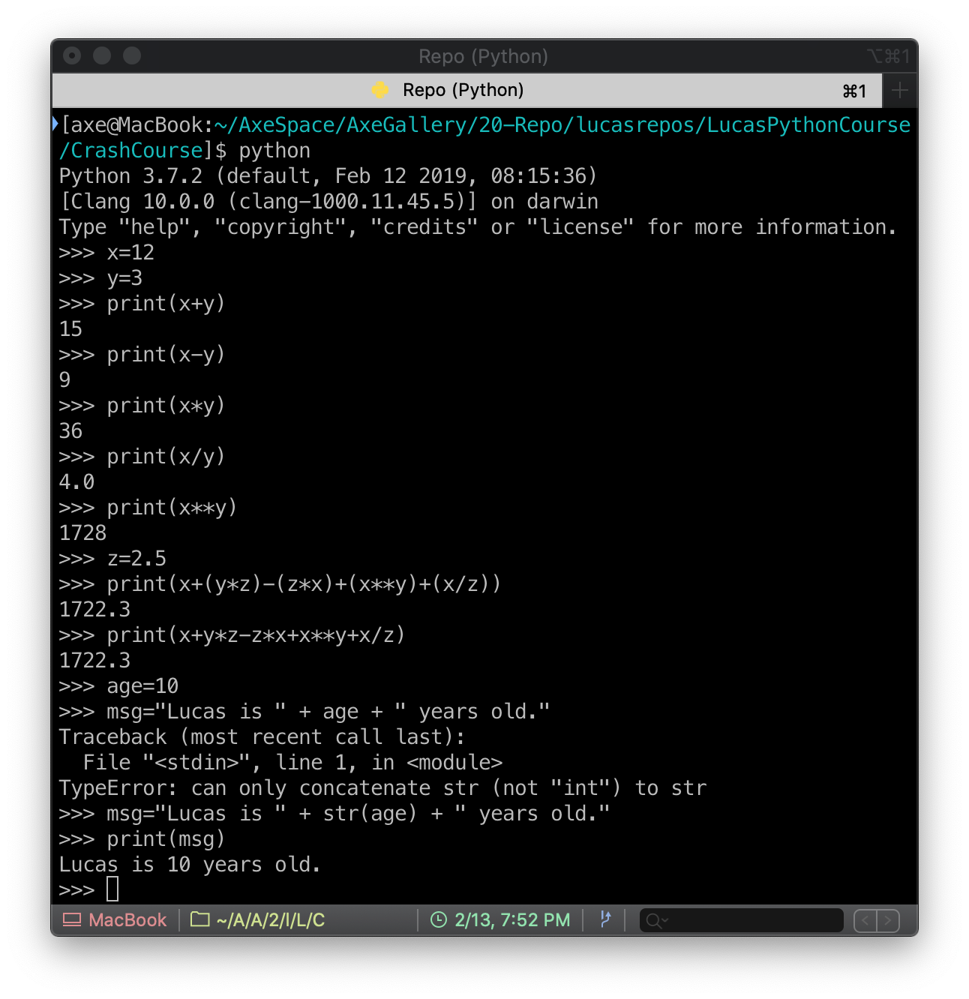 Repo (Python)
⌥⌘1
Repo (Python)
⌘1
[axe@MacBook:~/AxeSpace/AxeGallery/20-Repo/lucasrepos/LucasPythonCourse
/CrashCourse]$ python
Python 3.7.2 (default, Feb 12 2019, 08:15:36)
[Clang 10.0.0 (clang-1000.11.45.5)] on darwin
Type "help", "copyright", "credits" or "license" for more information.
>>> x=12
>>> y=3
>>> print(x+y)
15
>>> print(x-y)
9
>>> print(x*y)
36
>>> print(x/y)
4.0
>>> print(x**y)
1728
>>> z=2.5
>>> print(x+(y*z)-(z*x)+(x**y)+(x/z))
1722.3
>>> print(x+y*z-z*x+x**y+x/z)
1722.3
>>> age=10
>>> msg="Lucas is " + age + " years old."
Traceback (most recent call last):
  File "<stdin>", line 1, in <module>
TypeError: can only concatenate str (not "int") to str
>>> msg="Lucas is " + str(age) + " years old."
>>> print(msg)
Lucas is 10 years old.
>>>
MacBook
~/A/A/2/l/L/C
2/13, 7:52 PM